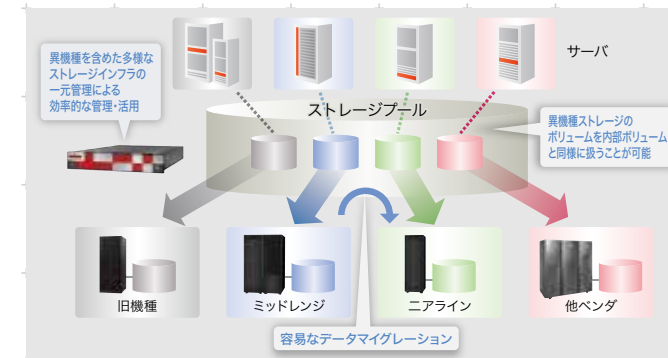 サーバ
異機種を含めた多様な
ストレージインフラの
一元管理による
効率的な管理・活用
ストレージプール
異機種ストレージの
ボリュームを内部ボリューム
と同様に扱うことが可能
旧機種
ミッドレンジ
ニアライン
他ベンダ
容易なデータマイグレーション